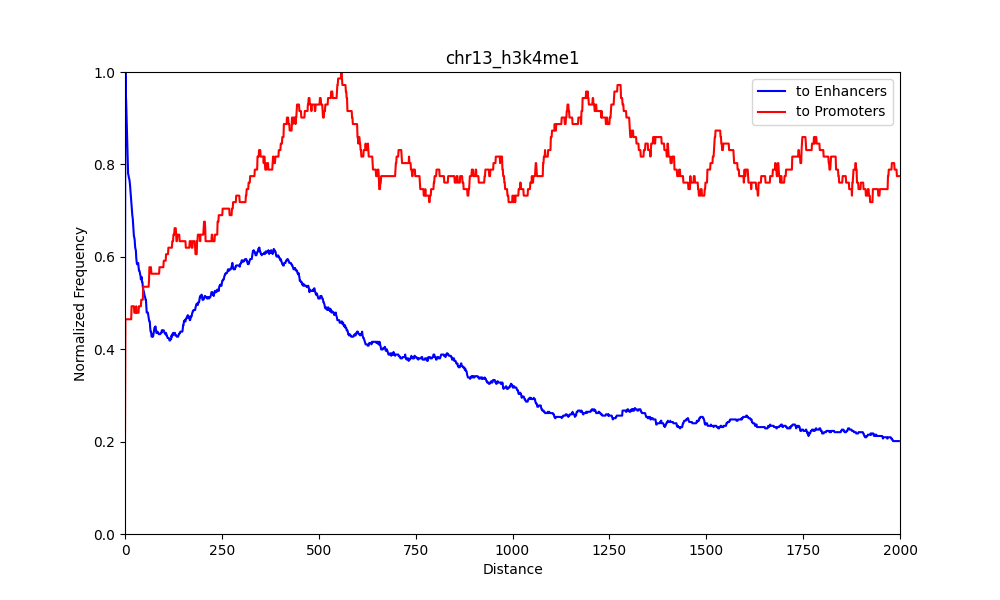 chr13_h3k4me1
to Enhancers
to Promoters
1.0
0.8
0.6
0.4
0.2
0.0
Normalized Frequency
0 250 500 750 1000 1250 1500 1750 2000
Distance